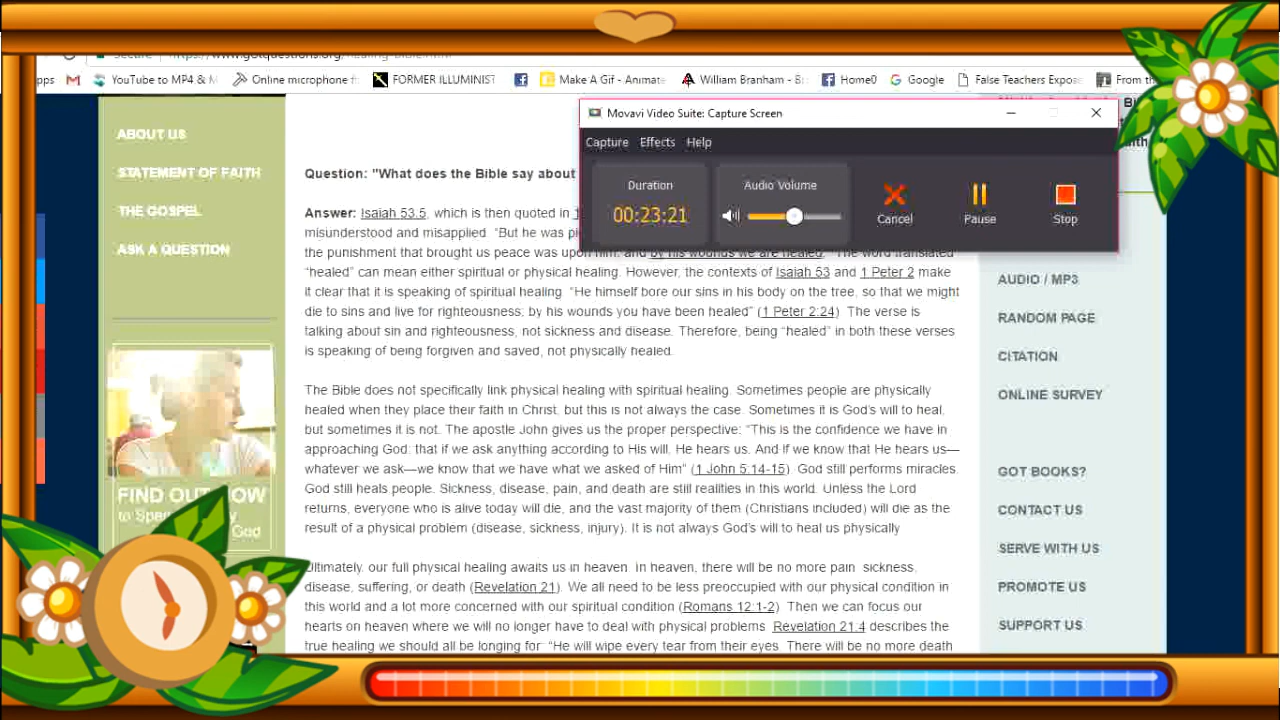 Secure https://www.gotquestions.org/healing-Bible.html
ps YouTube to MP4 & M Online microphone f FORMER ILLUMINIST Make A Gif - Animate William Branham - B Home0 Google False Teachers Expos From th
Movavi Video Suite: Capture Screen
Capture Effects Help
Duration
00:23:21
Audio Volume
Cancel
Pause
Stop
ABOUT US
STATEMENT OF FAITH
THE GOSPEL
ASK A QUESTION
FIND OUT HOW
to Spe
God
Question: "What does the Bible say about
Answer: Isaiah 53.5, which is then quoted in 1
misunderstood and misapplied. “But he was pi
the punishment that brought us peace was upon him, and by his wounds we are healed. The word translated
“healed” can mean either spiritual or physical healing. However, the contexts of Isaiah 53 and 1 Peter 2 make
it clear that it is speaking of spiritual healing “He himself bore our sins in his body on the tree, so that we might
die to sins and live for righteousness; by his wounds you have been healed” (1 Peter 2:24) The verse is
talking about sin and righteousness, not sickness and disease. Therefore, being “healed” in both these verses
is speaking of being forgiven and saved, not physically healed.
The Bible does not specifically link physical healing with spiritual healing. Sometimes people are physically
healed when they place their faith in Christ, but this is not always the case. Sometimes it is God’s will to heal,
but sometimes it is not. The apostle John gives us the proper perspective: “This is the confidence we have in
approaching God: that if we ask anything according to His will, He hears us. And if we know that He hears us—
whatever we ask—we know that we have what we asked of Him” (1 John 5:14-15). God still performs miracles.
God still heals people. Sickness, disease, pain, and death are still realities in this world. Unless the Lord
returns, everyone who is alive today will die, and the vast majority of them (Christians included) will die as the
result of a physical problem (disease, sickness, injury). It is not always God’s will to heal us physically
Ultimately, our full physical healing awaits us in heaven in heaven, there will be no more pain sickness,
disease, suffering, or death (Revelation 21). We all need to be less preoccupied with our physical condition in
this world and a lot more concerned with our spiritual condition (Romans 12:1-2) Then we can focus our
hearts on heaven where we will no longer have to deal with physical problems Revelation 21.4 describes the
true healing we should all be longing for “He will wipe every tear from their eyes There will be no more death
AUDIO / MP3
RANDOM PAGE
CITATION
ONLINE SURVEY
GOT BOOKS?
CONTACT US
SERVE WITH US
PROMOTE US
SUPPORT US